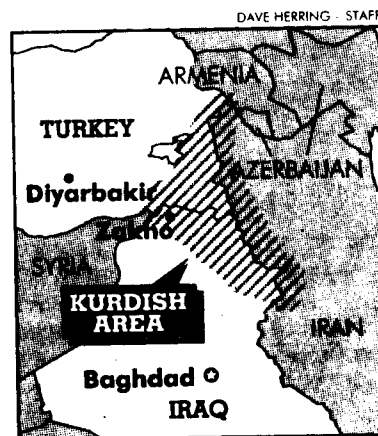 DAVE HERRING - STAFF
ARMENIA
TURKEY
AZERBAIJAN
Diyarbakir
Zakho
SYRIA
KURDISH
AREA
IRAN
Baghdad
IRAQ